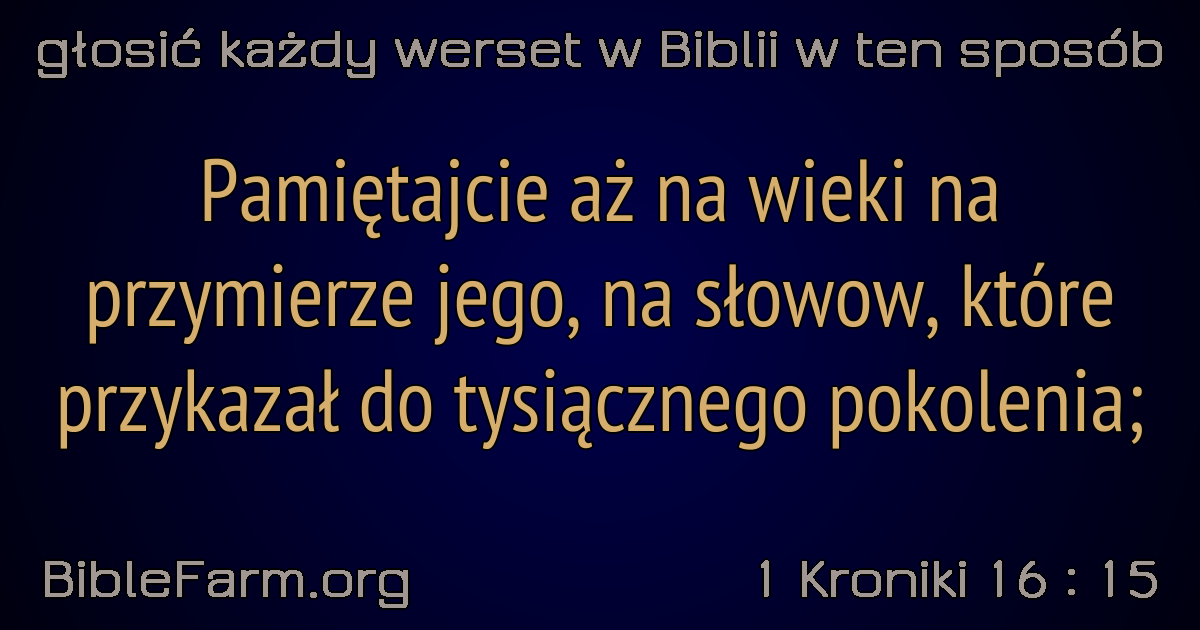 głosić każdy werset w Biblii w ten sposób
Pamiętajcie aż na wieki na
przymierze jego, na słowow, które
przykazał do tysiącznego pokolenia;
BibleFarm.org
1 Kroniki 16 : 15